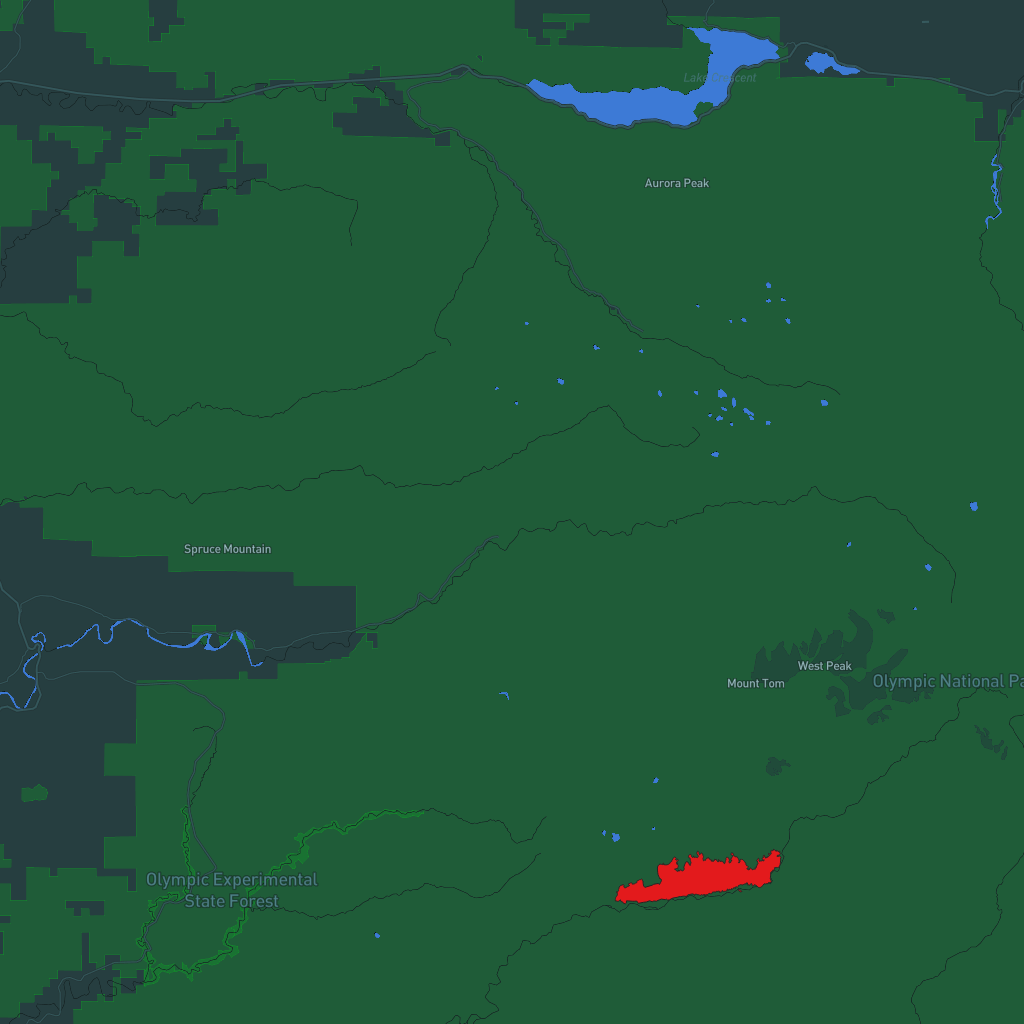 Lake Crescent
Aurora Peak
Spruce Mountain
West Peak
Mount Tom
Olympic National Pa
Olympic Experimental
State Forest